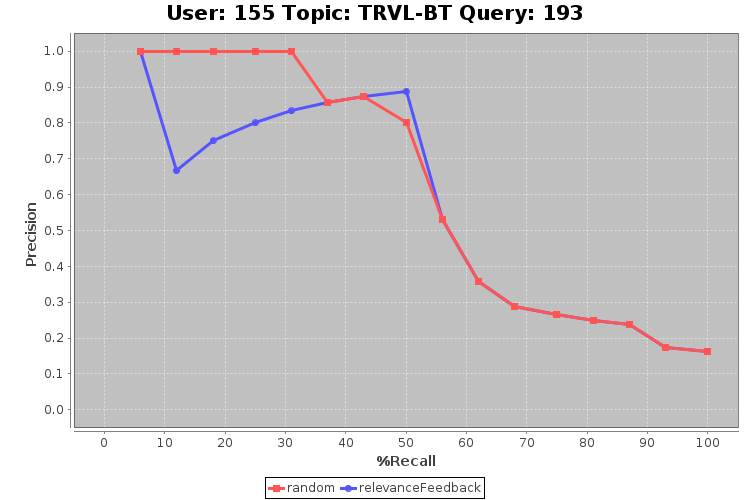 User: 155 Topic: TRVL-BT Query: 193
1.0
0.9
0.8
0.7
0.6
0.5
0.4
0.3
0.2
0.1
0.0
Precision
0 10 20 30 40 50 60 70 80 90 100
%Recall
random relevanceFeedback